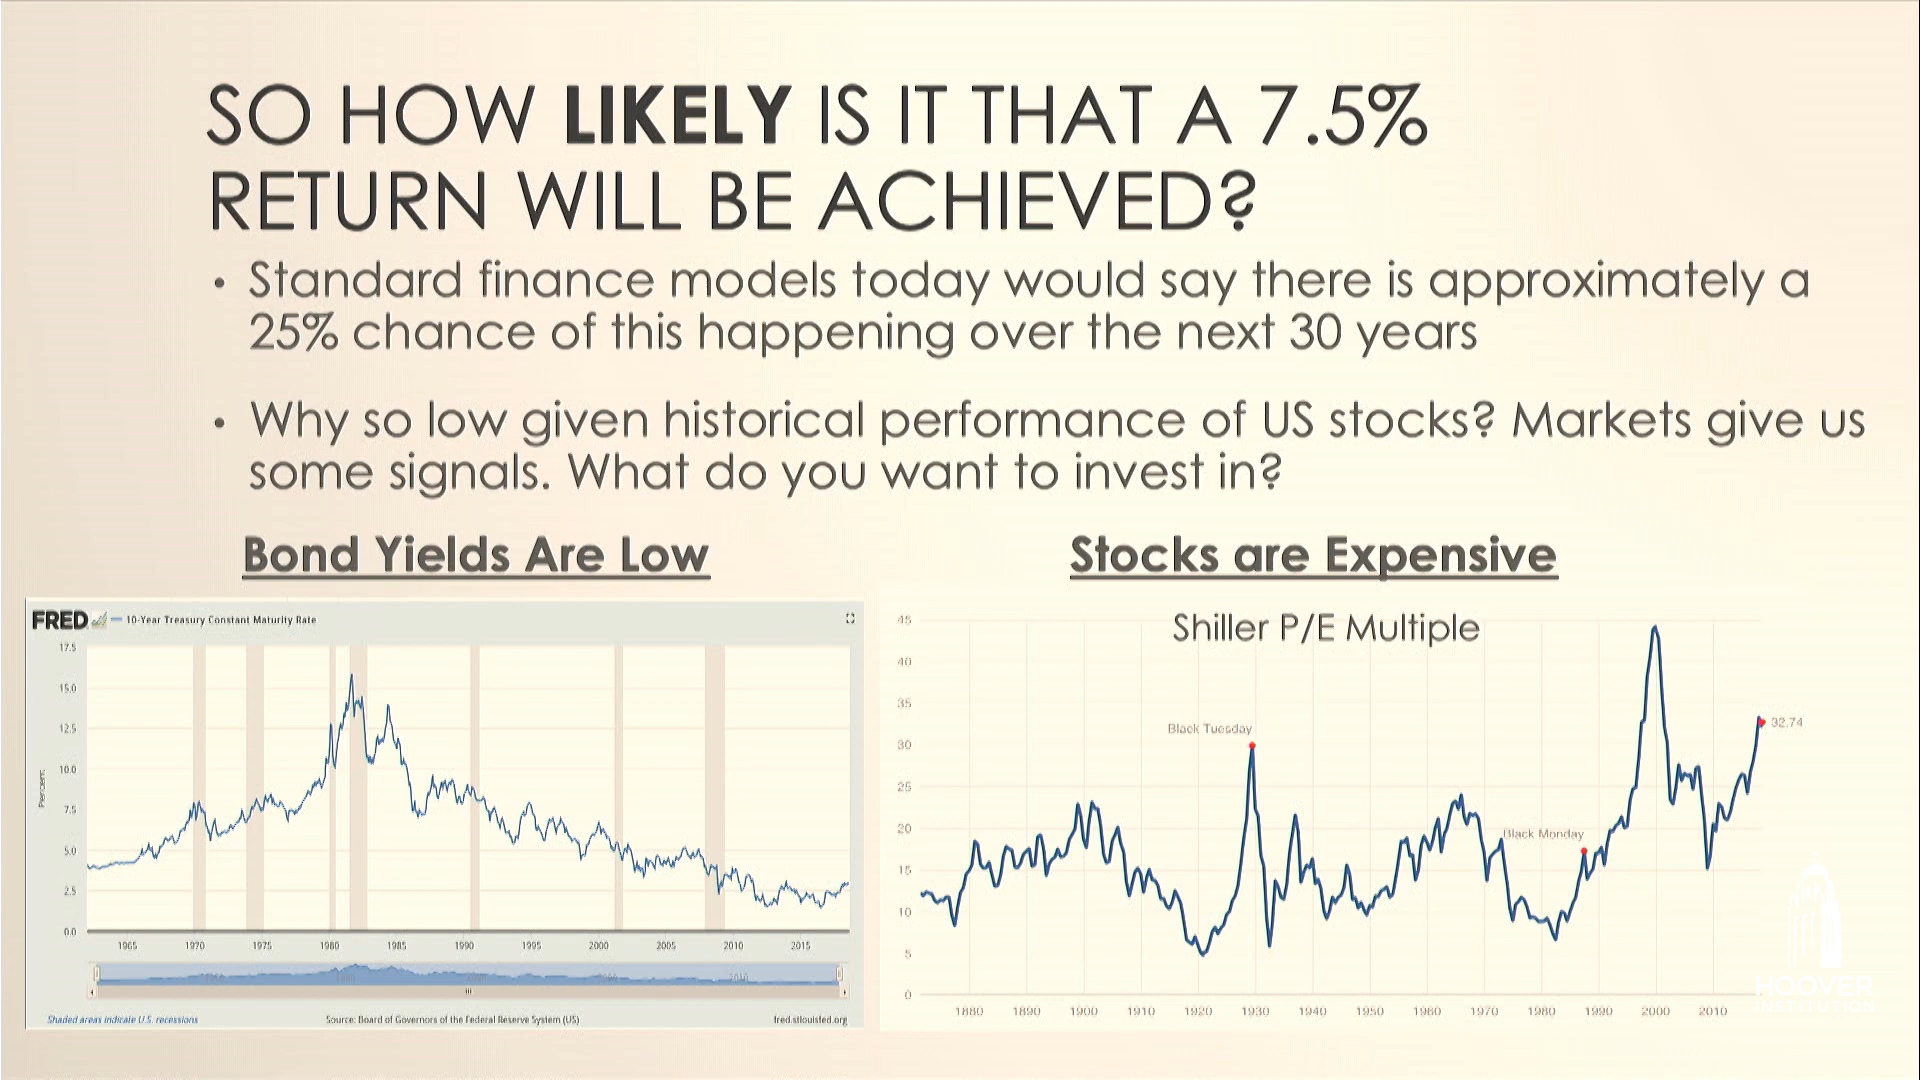 SO HOW LIKELY IS IT THAT A 7.5%
RETURN WILL BE ACHIEVED?
• Standard finance models today would say there is approximately a
25% chance of this happening over the next 30 years
• Why so low given historical performance of US stocks? Markets give us
some signals. What do you want to invest in?
Bond Yields Are Low
FRED — 10-Year Treasury Constant Maturity Rate
17.5
15.0
12.5
10.0
7.5
5.0
2.5
0.0
Percent
1965 1970 1975 1980 1985 1990 1995 2000 2005 2010 2015
Shaded areas indicate U.S. recessions
Source: Board of Governors of the Federal Reserve System (US)
fred.stlouisfed.org
Stocks are Expensive
Shiller P/E Multiple
45
40
35
30
25
20
15
10
5
0
Black Tuesday
Black Monday
32.74
1880 1890 1900 1910 1920 1930 1940 1950 1960 1970 1980 1990 2000 2010
HOOVER
INSTITUTION